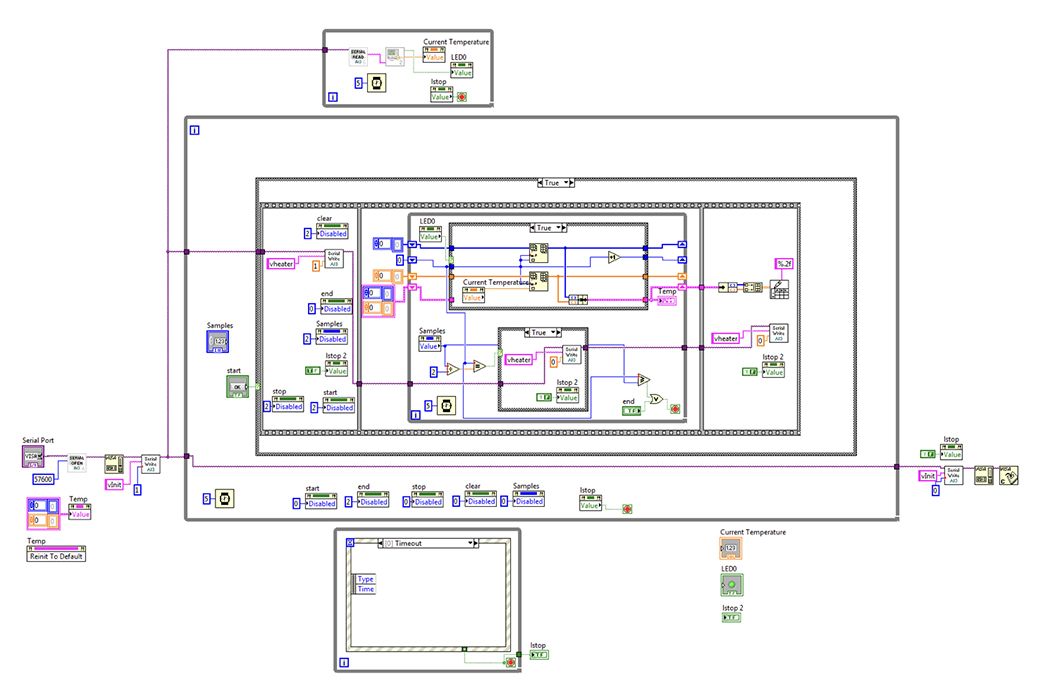 Current Temperature
SERIAL
READ
Value
LED0
Value
5
lstop
Value
i
i
True
clear
2 Disabled
vheater
1
Serial
Write
end
0 Disabled
Samples
2 Disabled
lstop 2
Value
stop
2 Disabled
start
2 Disabled
Samples
1.23
start
OK
LED0
Value
True
0
0
0
0
0
Current Temperature
Value
+1
Temp
Samples
Value
2
True
vheater
0
Serial
Write
lstop 2
Value
5
i
end
TF
%.2f
vheater
0
Serial
Write
lstop 2
Value
Serial Port
VISA
57600
SERIAL
OPEN
vInit
1
Serial
Write
0
0
Temp
Value
Temp
Reinit To Default
5
start
0 Disabled
end
2 Disabled
stop
0 Disabled
clear
0 Disabled
Samples
0 Disabled
lstop
Value
lstop
Value
vInit
0
Serial
Write
[0] Timeout
Type
Time
i
lstop
TF
Current Temperature
1.23
LED0
lstop 2
TF